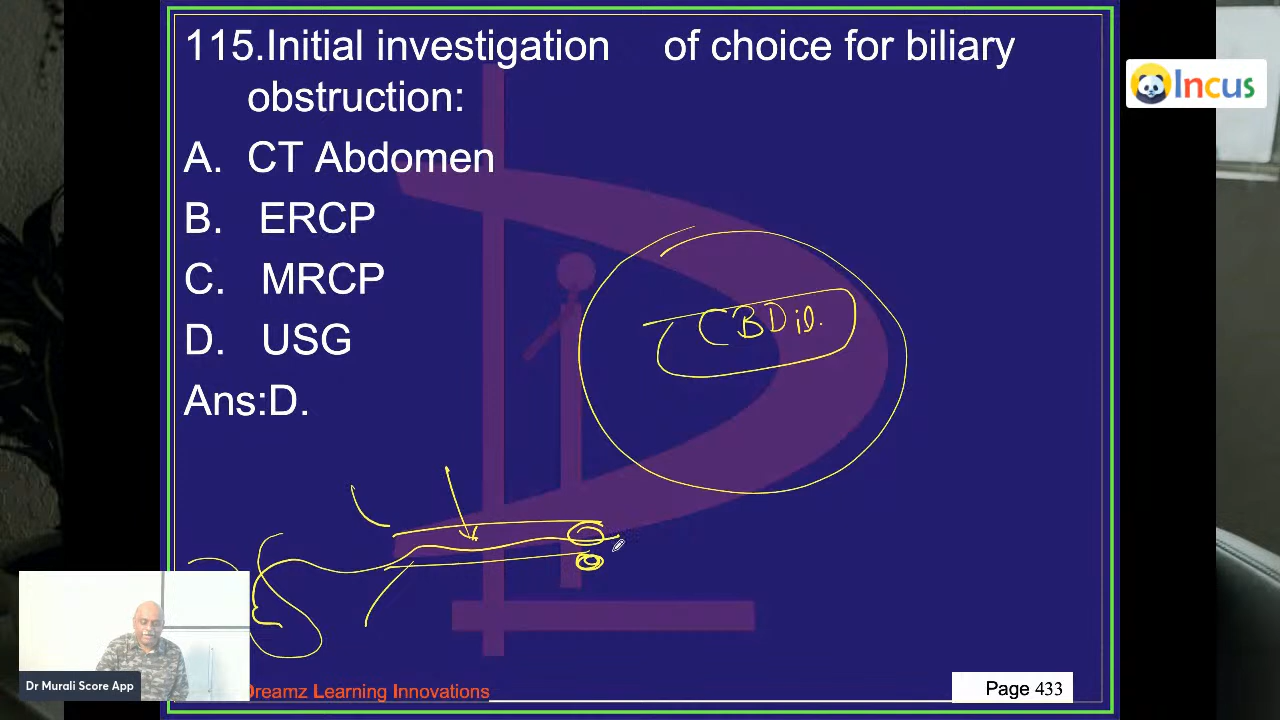 115.Initial investigation of choice for biliary
obstruction:
A. CT Abdomen
B. ERCP
C. MRCP
D. USG
Ans:D.
Incus
CBD il.
Dr Murali Score App
Dreamz Learning Innovations
Page 433